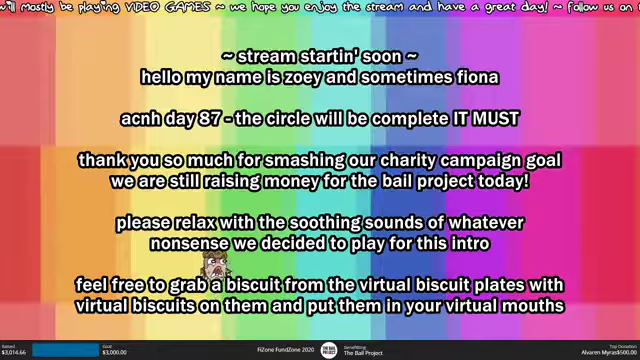 will mostly be playing VIDEO GAMES ~ we hope you enjoy the stream and have a great day! ~ follow us on
~ stream startin' soon ~
hello my name is zoey and sometimes fiona
acnh day 87 - the circle will be complete IT MUST
thank you so much for smashing our charity campaign goal
we are still raising money for the bail project today!
please relax with the soothing sounds of whatever
nonsense we decided to play for this intro
feel free to grab a biscuit from the virtual biscuit plates with
virtual biscuits on them and put them in your virtual mouths
Raised
$3,014.66
Goal
$3,000.00
FiZone FundZone 2020
THE BAIL PROJECT
Benefitting
The Bail Project
Top Donation
Alvaren Myras$500.00